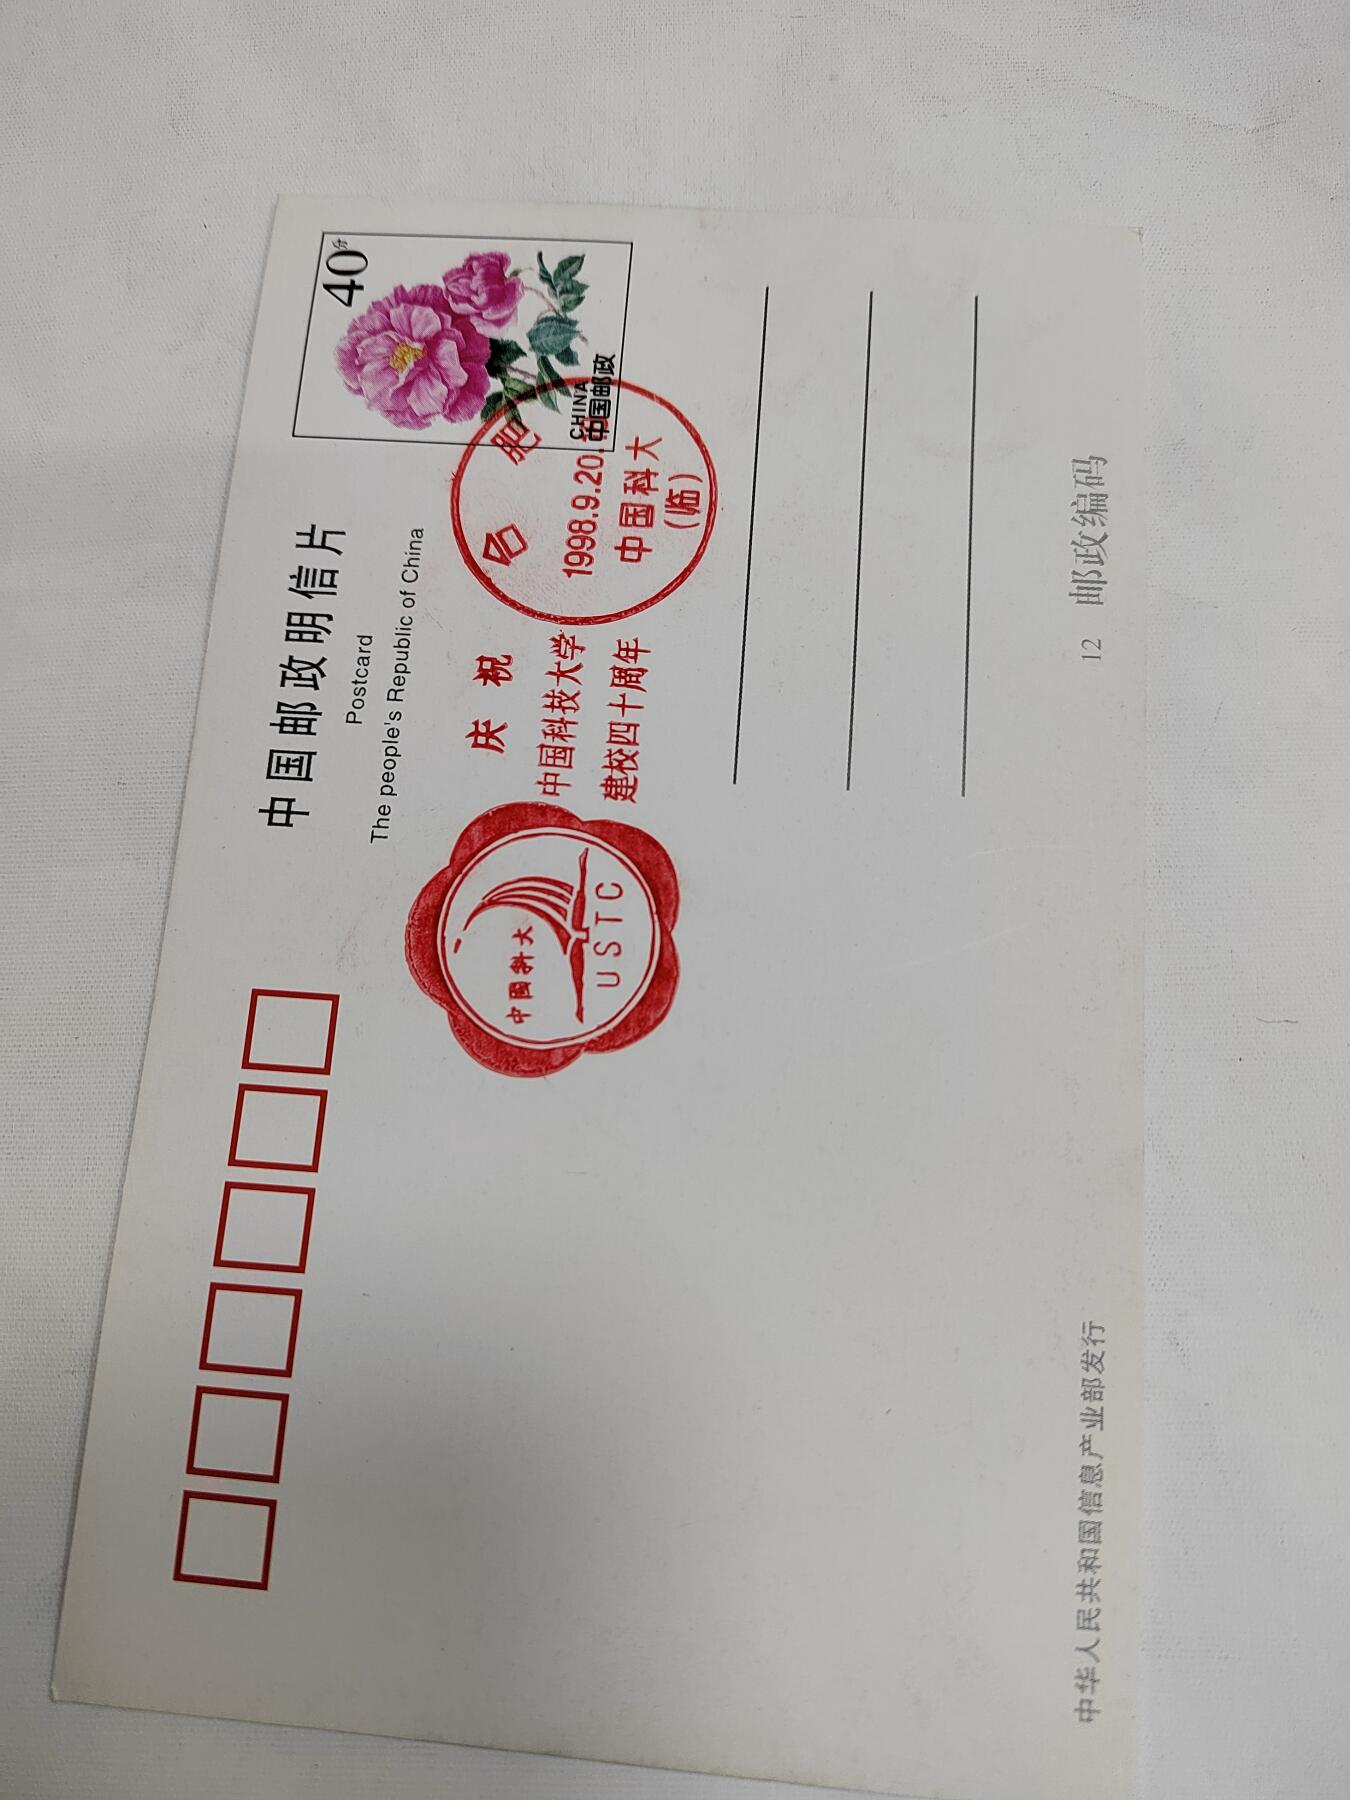 中国邮政明信片
Postcard
The people's Republic of China
40分
CHINA
中国邮政
合肥
1998.9.20.
中国科大
(临)
庆祝
中国科技大学
建校四十周年
中国科大
USTC
中华人民共和国信息产业部发行
12 邮政编码